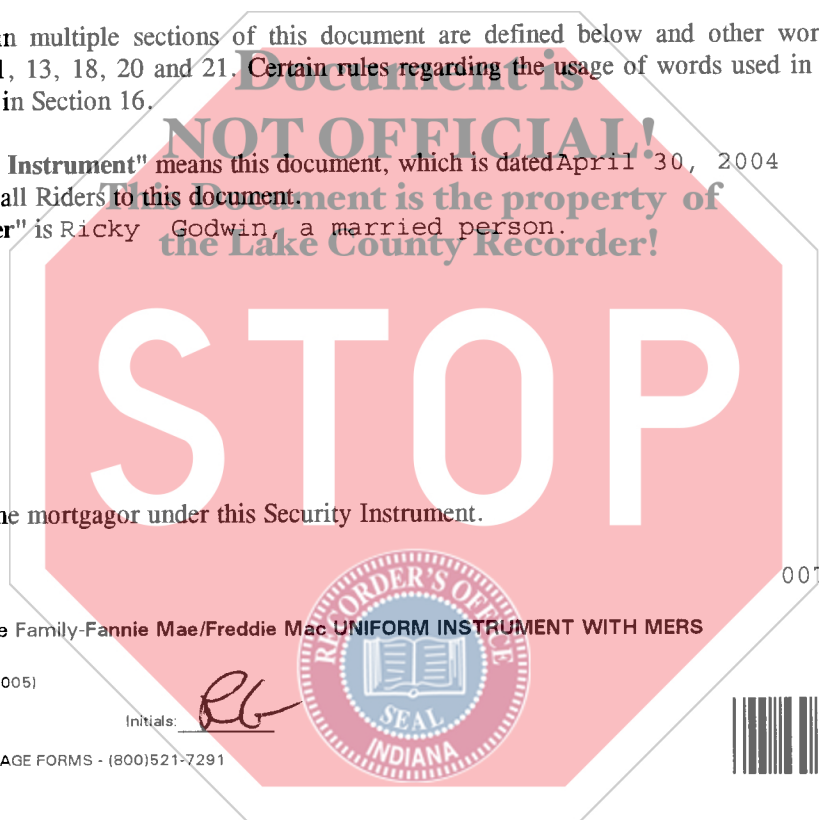 in multiple sections of this document are defined below and other wor
1, 13, 18, 20 and 21. Certain rules regarding the usage of words used in
in Section 16.
Document is
NOT OFFICIAL!
This Document is the property of
the Lake County Recorder!
Instrument" means this document, which is dated April 30, 2004
all Riders to this document.
er" is Ricky Godwin, a married person.
STOP
he mortgagor under this Security Instrument.
007
e Family-Fannie Mae/Freddie Mac UNIFORM INSTRUMENT WITH MERS
005)
Initials: RG
AGE FORMS - (800)521-7291
RECORDER'S OFFICE
SEAL
INDIANA